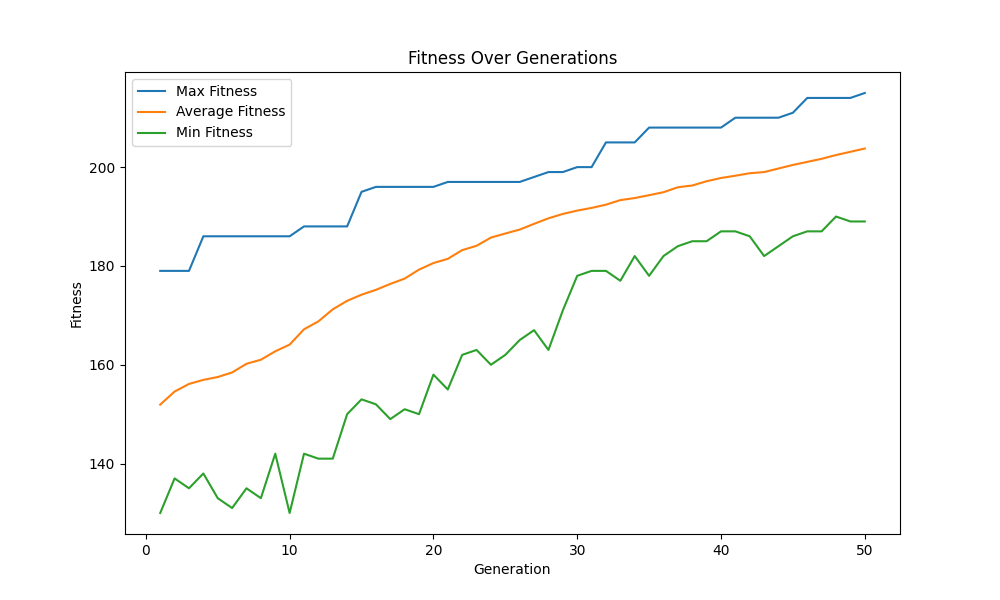 Fitness Over Generations
Max Fitness
Average Fitness
Min Fitness
Fitness
200
180
160
140
0 10 20 30 40 50
Generation